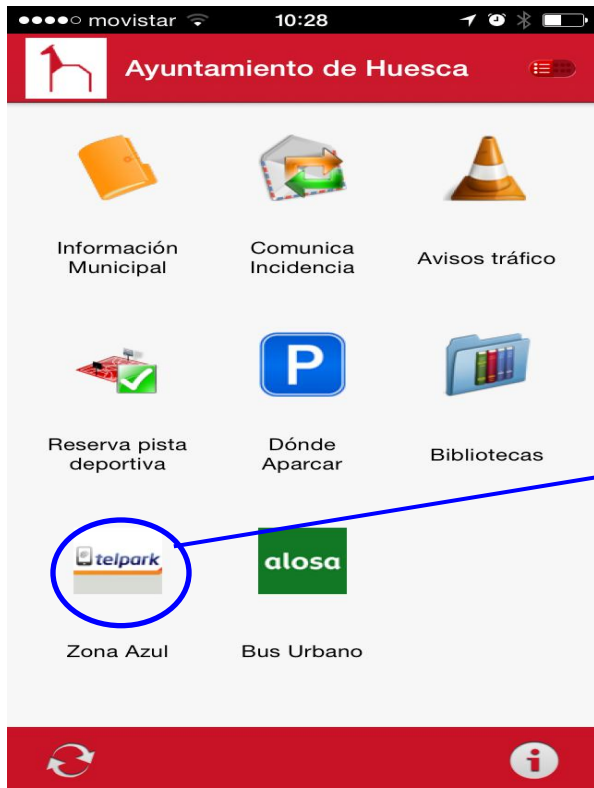 movistar 10:28
Ayuntamiento de Huesca
Información
Municipal
Comunica
Incidencia
Avisos tráfico
P
Reserva pista
deportiva
Dónde
Aparcar
Bibliotecas
telpark
alosa
Zona Azul
Bus Urbano
i